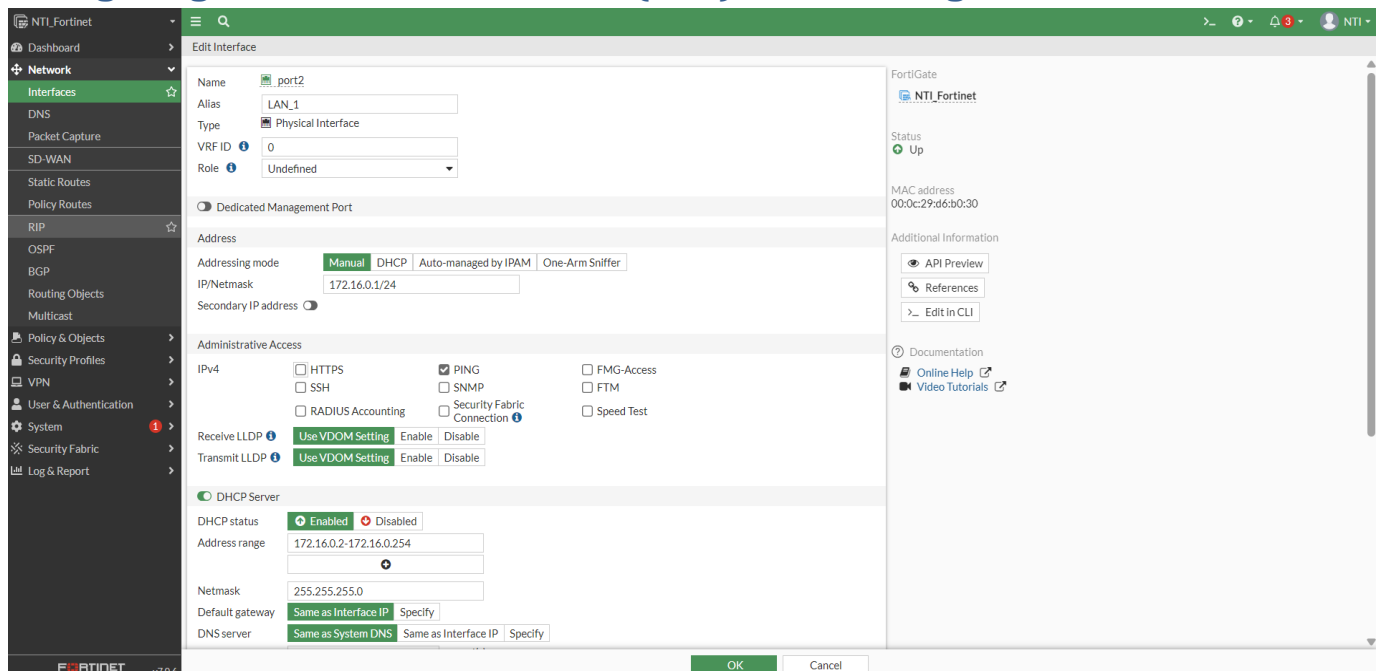 NTI_Fortinet
>_
3
NTI
Dashboard
Edit Interface
Network
Interfaces
DNS
Packet Capture
SD-WAN
Static Routes
Policy Routes
RIP
OSPF
BGP
Routing Objects
Multicast
Policy & Objects
Security Profiles
VPN
User & Authentication
System 1
Security Fabric
Log & Report
Name port2
Alias LAN_1
Type Physical Interface
VRF ID 0
Role Undefined
Dedicated Management Port
Address
Addressing mode Manual DHCP Auto-managed by IPAM One-Arm Sniffer
IP/Netmask 172.16.0.1/24
Secondary IP address
Administrative Access
IPv4 HTTPS PING FMG-Access
SSH SNMP FTM
RADIUS Accounting Security Fabric Connection Speed Test
Receive LLDP Use VDOM Setting Enable Disable
Transmit LLDP Use VDOM Setting Enable Disable
DHCP Server
DHCP status Enabled Disabled
Address range 172.16.0.2-172.16.0.254
Netmask 255.255.255.0
Default gateway Same as Interface IP Specify
DNS server Same as System DNS Same as Interface IP Specify
OK Cancel
FortiGate
NTI_Fortinet
Status
Up
MAC address
00:0c:29:d6:b0:30
Additional Information
API Preview
References
>_ Edit in CLI
Documentation
Online Help
Video Tutorials
FORTINET